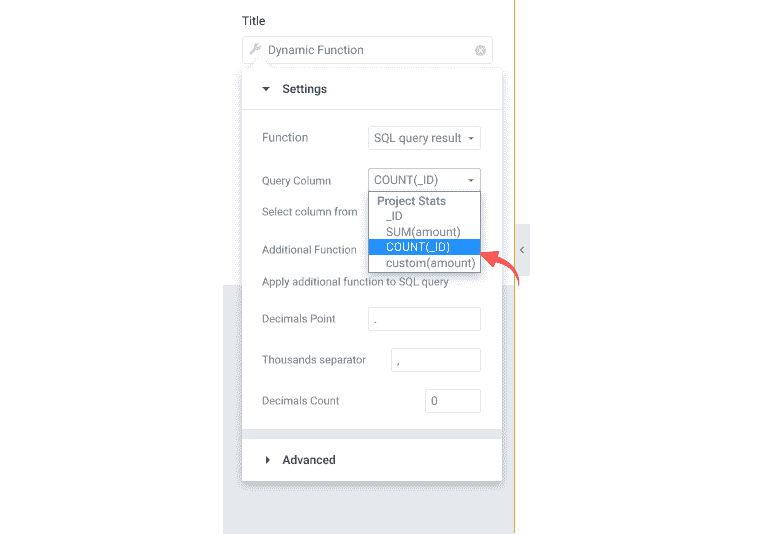 Title
Dynamic Function
Settings
Function SQL query result
Query Column COUNT(_ID)
Project Stats
_ID
Select column from
SUM(amount)
COUNT(_ID)
Additional Function
custom(amount)
Apply additional function to SQL query
Decimals Point .
Thousands separator ,
Decimals Count 0
Advanced